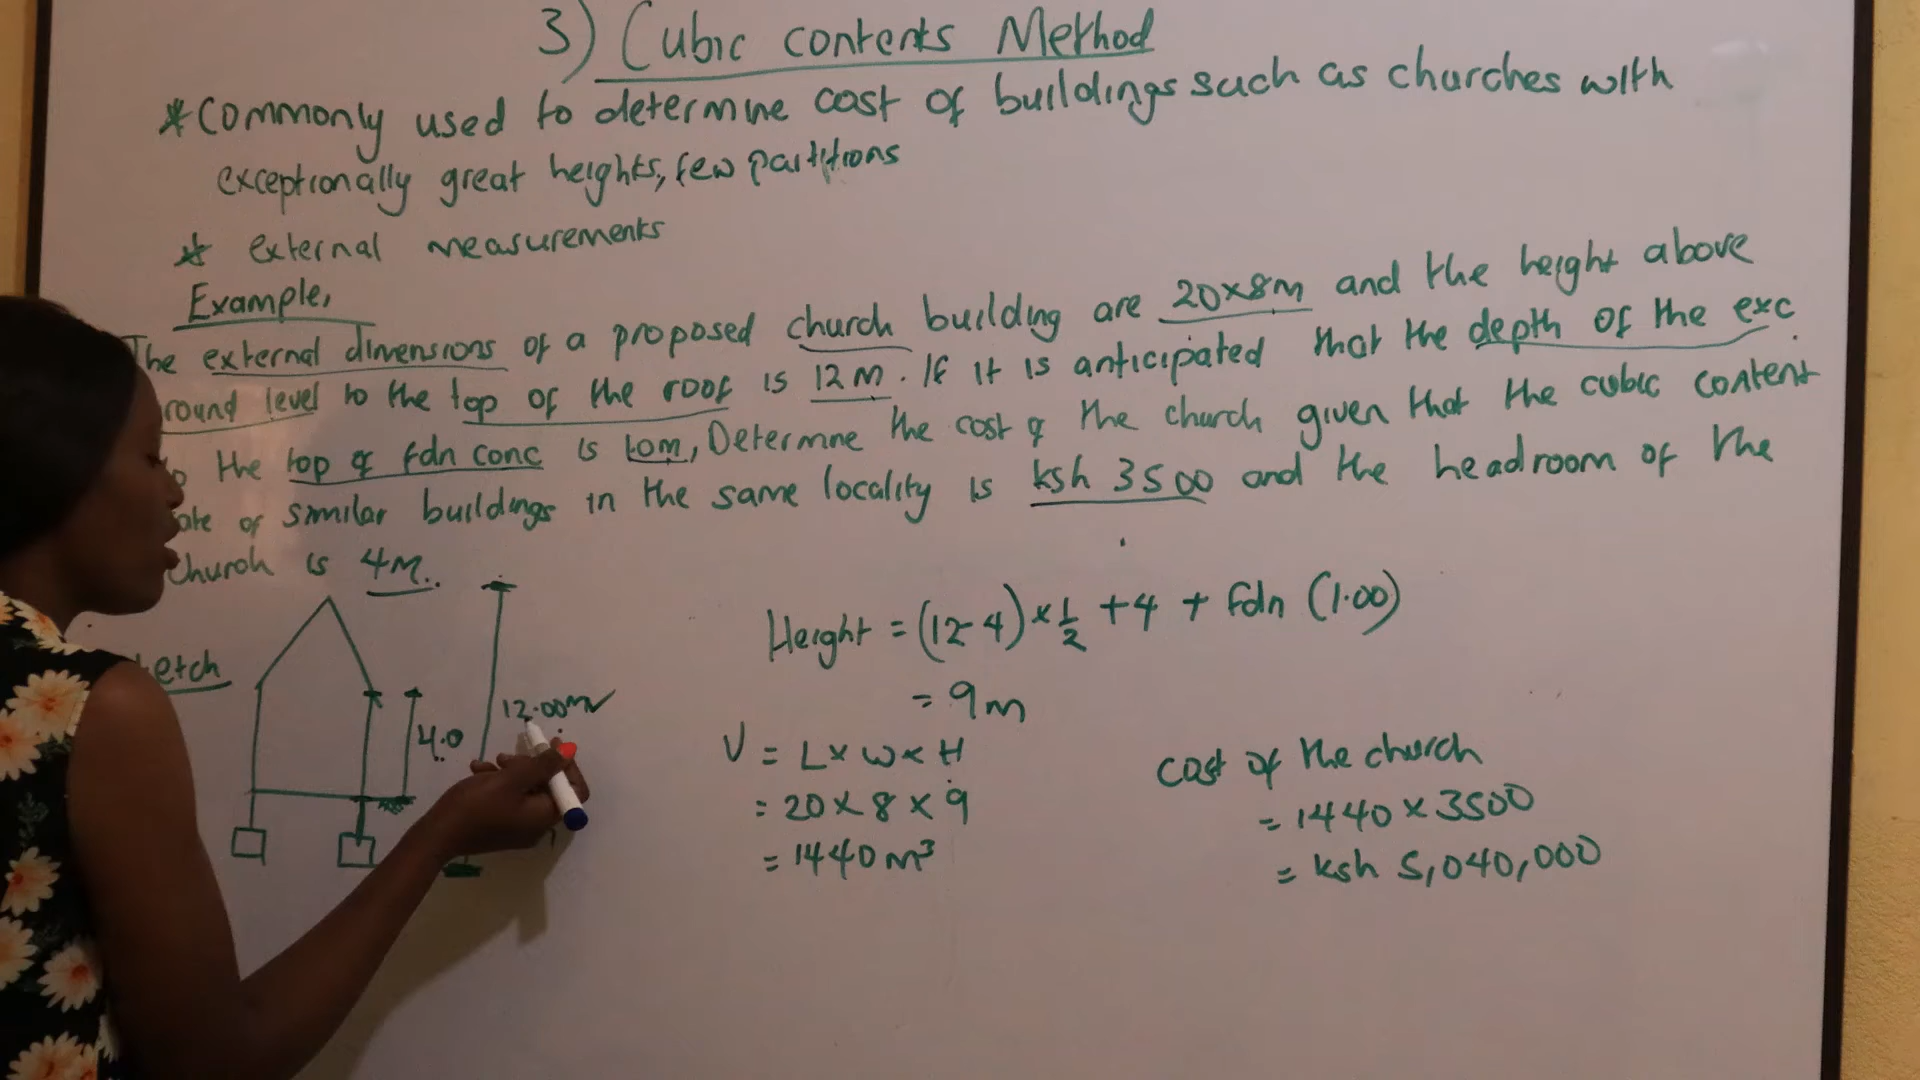 3) Cubic contents Method
* Commonly used to determine cost of buildings such as churches with
exceptionally great heights, few partitions
* external measurements
Example,
The external dimensions of a proposed church building are 20x8m and the height above
round level to the top of the roof is 12m. If it is anticipated that the depth of the exc.
o the top of fdn conc is 1.0m, Determine the cost of the church given that the cubic content
ate of similar buildings in the same locality is ksh 3500 and the headroom of the
church is 4M..
etch
4.0
12.00m
Height = (12-4) x 1/2 + 4 + fdn (1.00)
= 9m
V = L x W x H
= 20 x 8 x 9
= 1440m³
cost of the church
= 1440 x 3500
= ksh 5,040,000